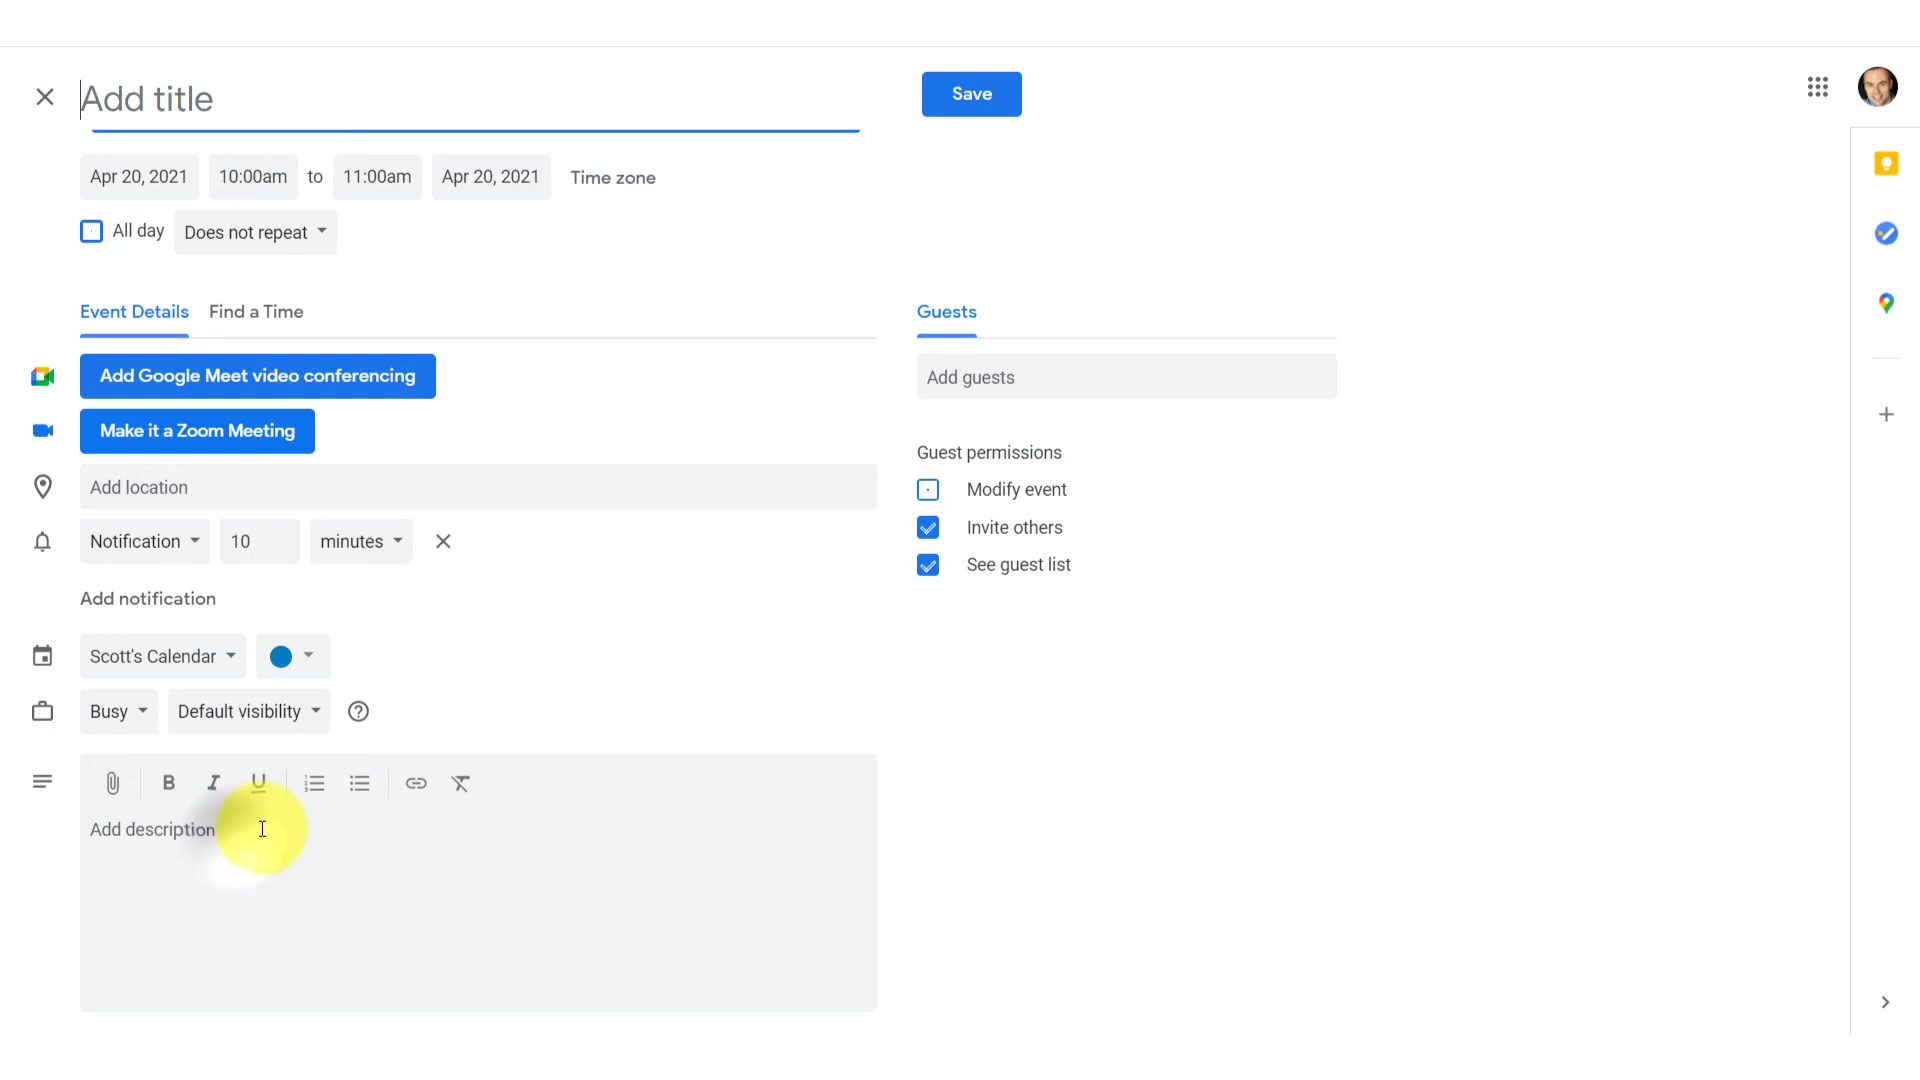 Add title
Save
Apr 20, 2021 10:00am to 11:00am Apr 20, 2021 Time zone
All day Does not repeat
Event Details Find a Time
Guests
Add Google Meet video conferencing
Add guests
Make it a Zoom Meeting
Guest permissions
Add location
Modify event
Invite others
Notification 10 minutes
See guest list
Add notification
Scott's Calendar
Busy Default visibility
B I U
Add description